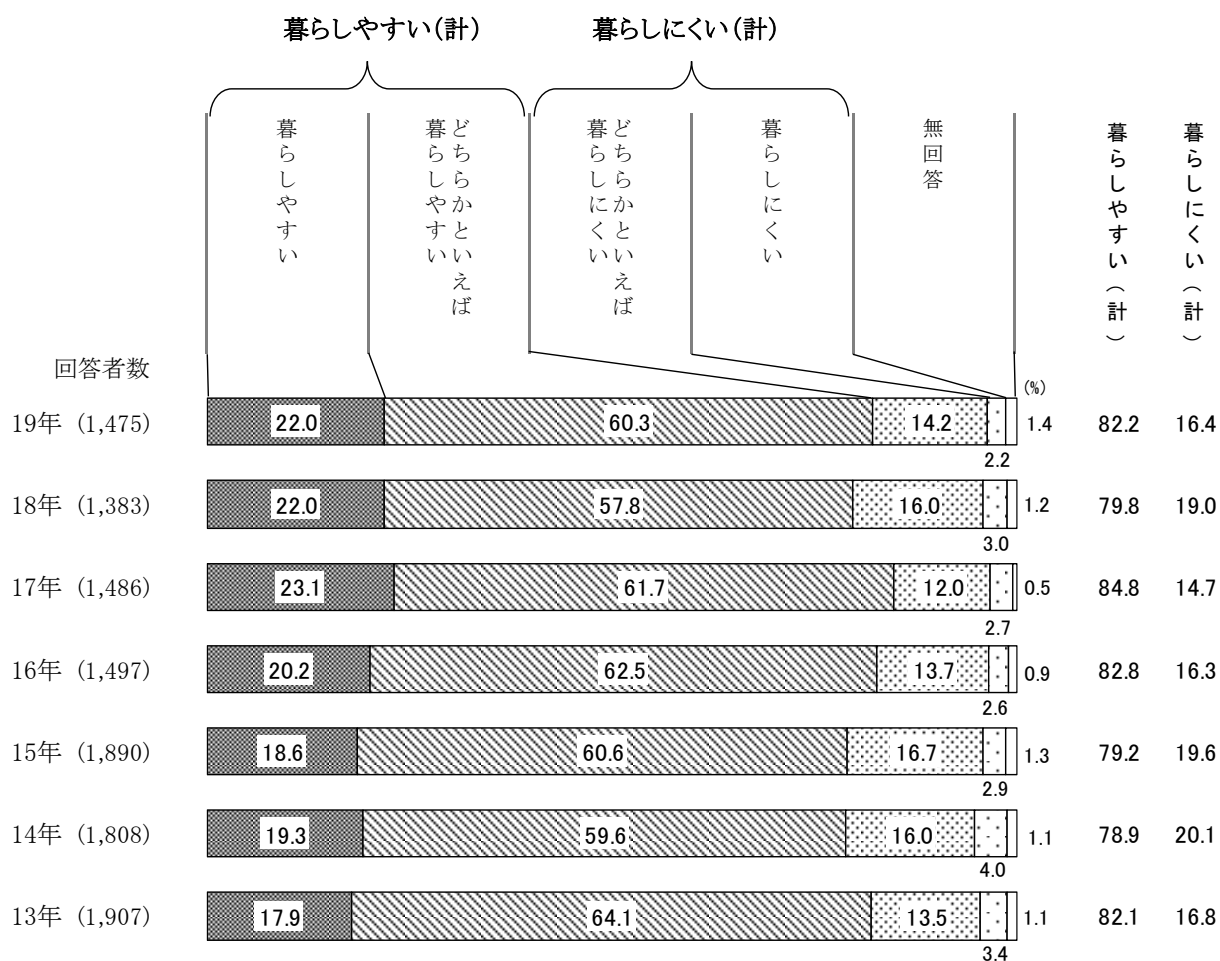 暮らしやすい(計) 暮らしにくい(計)
暮らしやすい
どちらかといえば
暮らしやすい
どちらかといえば
暮らしにくい
暮らしにくい
無回答
暮らしやすい(計)
暮らしにくい(計)
回答者数
(%)
19年 (1,475) 22.0 60.3 14.2 2.2 1.4 82.2 16.4
18年 (1,383) 22.0 57.8 16.0 3.0 1.2 79.8 19.0
17年 (1,486) 23.1 61.7 12.0 2.7 0.5 84.8 14.7
16年 (1,497) 20.2 62.5 13.7 2.6 0.9 82.8 16.3
15年 (1,890) 18.6 60.6 16.7 2.9 1.3 79.2 19.6
14年 (1,808) 19.3 59.6 16.0 4.0 1.1 78.9 20.1
13年 (1,907) 17.9 64.1 13.5 3.4 1.1 82.1 16.8